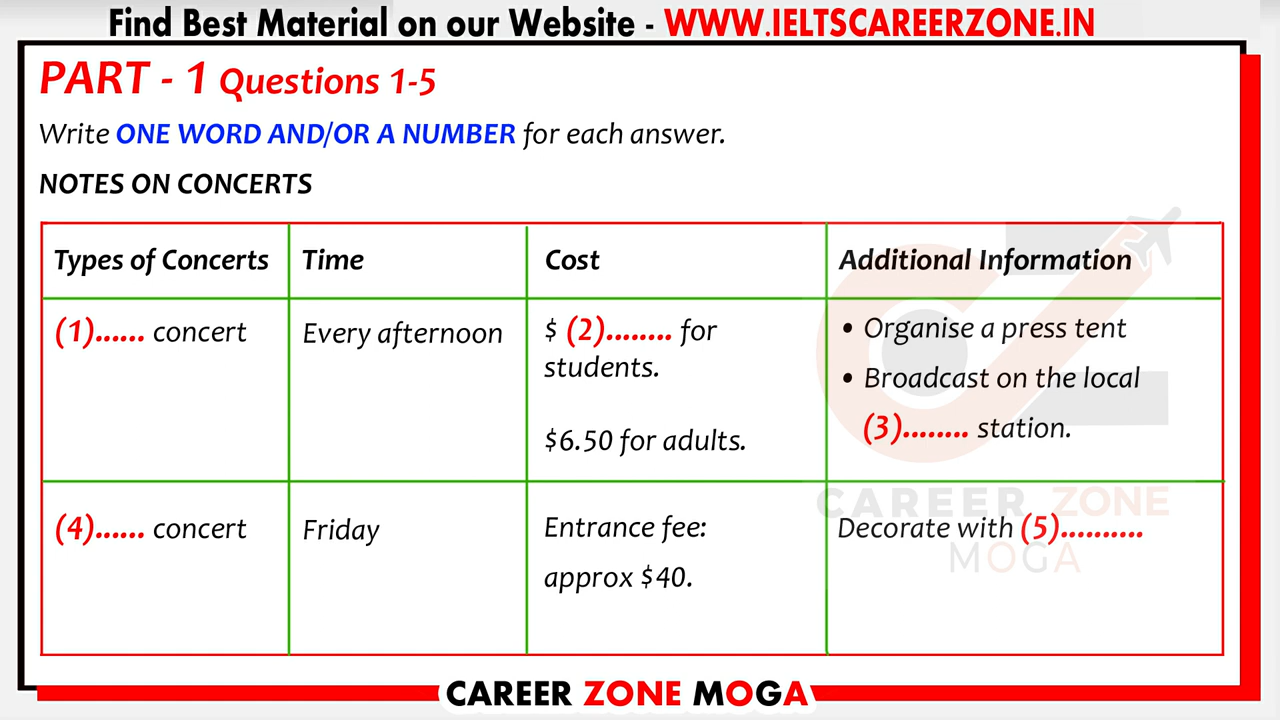 Find Best Material on our Website - WWW.IELTSCAREERZONE.IN
PART - 1 Questions 1-5
Write ONE WORD AND/OR A NUMBER for each answer.
NOTES ON CONCERTS
Types of Concerts
Time
Cost
Additional Information
(1)...... concert
Every afternoon
$ (2)........ for
students.
$6.50 for adults.
• Organise a press tent
• Broadcast on the local
(3)........ station.
(4)...... concert
Friday
Entrance fee:
approx $40.
Decorate with (5)..........
CAREER ZONE
MOGA
CAREER ZONE MOGA